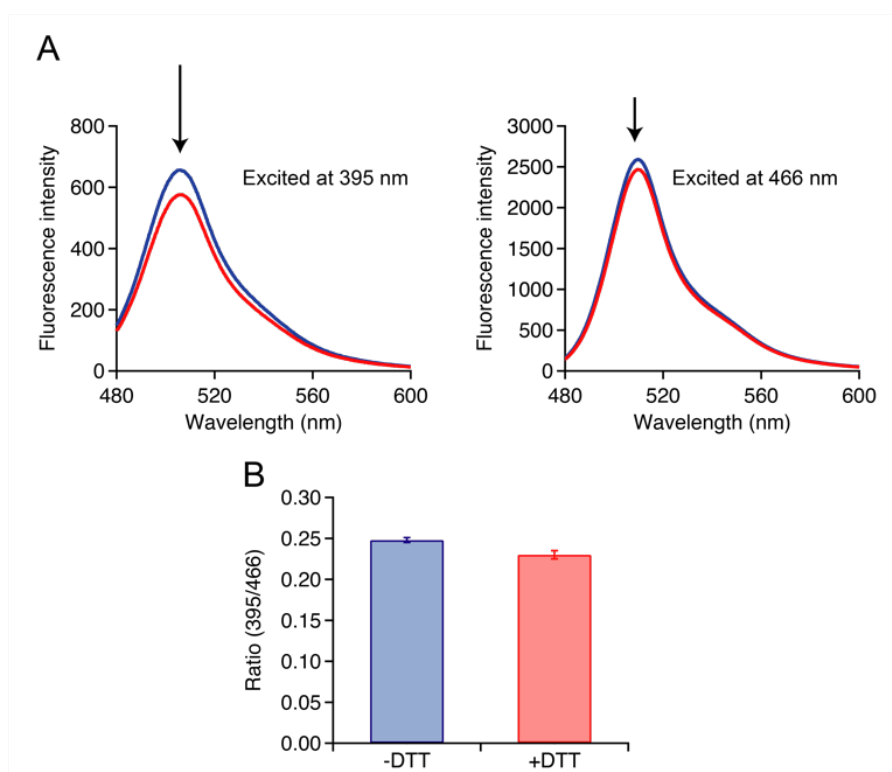 A
Fluorescence intensity
800
600
400
200
0
480 520 560 600
Wavelength (nm)
Excited at 395 nm
Fluorescence intensity
3000
2500
2000
1500
1000
500
0
480 520 560 600
Wavelength (nm)
Excited at 466 nm
B
Ratio (395/466)
0.30
0.25
0.20
0.15
0.10
0.05
0.00
-DTT +DTT